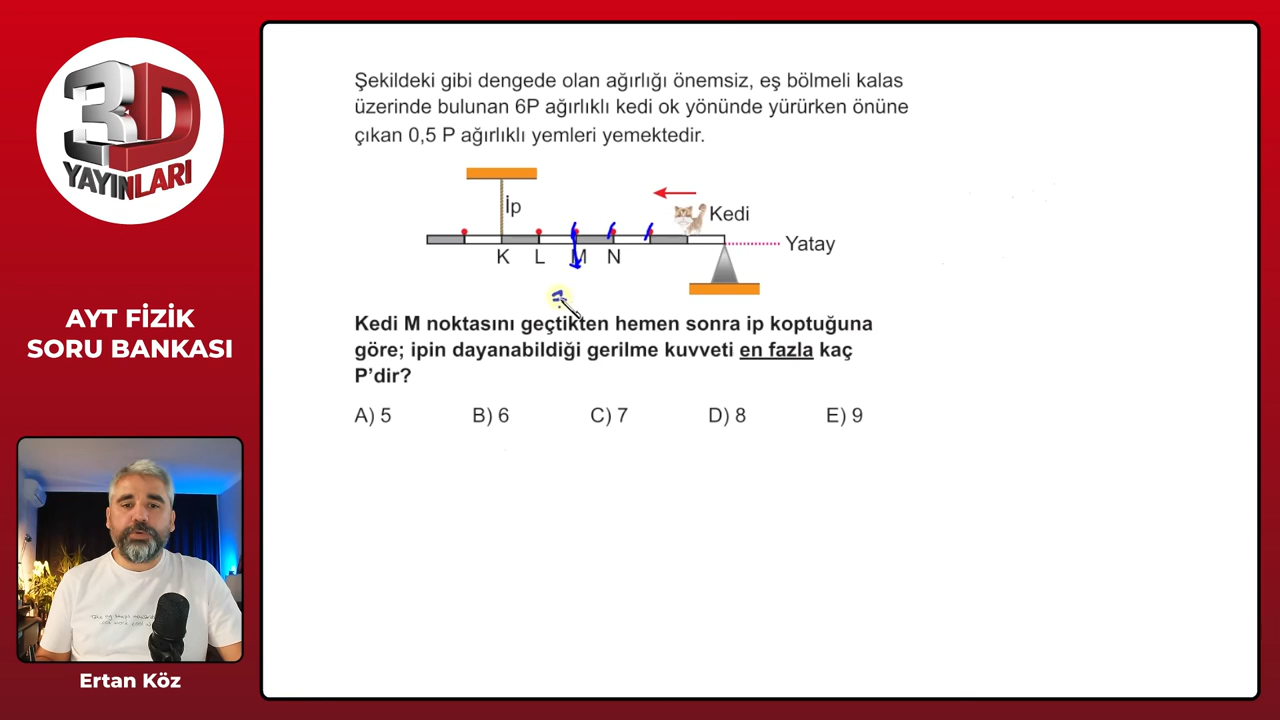 3D
YAYINLARI
AYT FİZİK
SORU BANKASI
Ertan Köz
Şekildeki gibi dengede olan ağırlığı önemsiz, eş bölmeli kalas
üzerinde bulunan 6P ağırlıklı kedi ok yönünde yürürken önüne
çıkan 0,5 P ağırlıklı yemleri yemektedir.
İp
Kedi
Yatay
K L M N
Kedi M noktasını geçtikten hemen sonra ip koptuğuna
göre; ipin dayanabildiği gerilme kuvveti en fazla kaç
P'dir?
A) 5 B) 6 C) 7 D) 8 E) 9